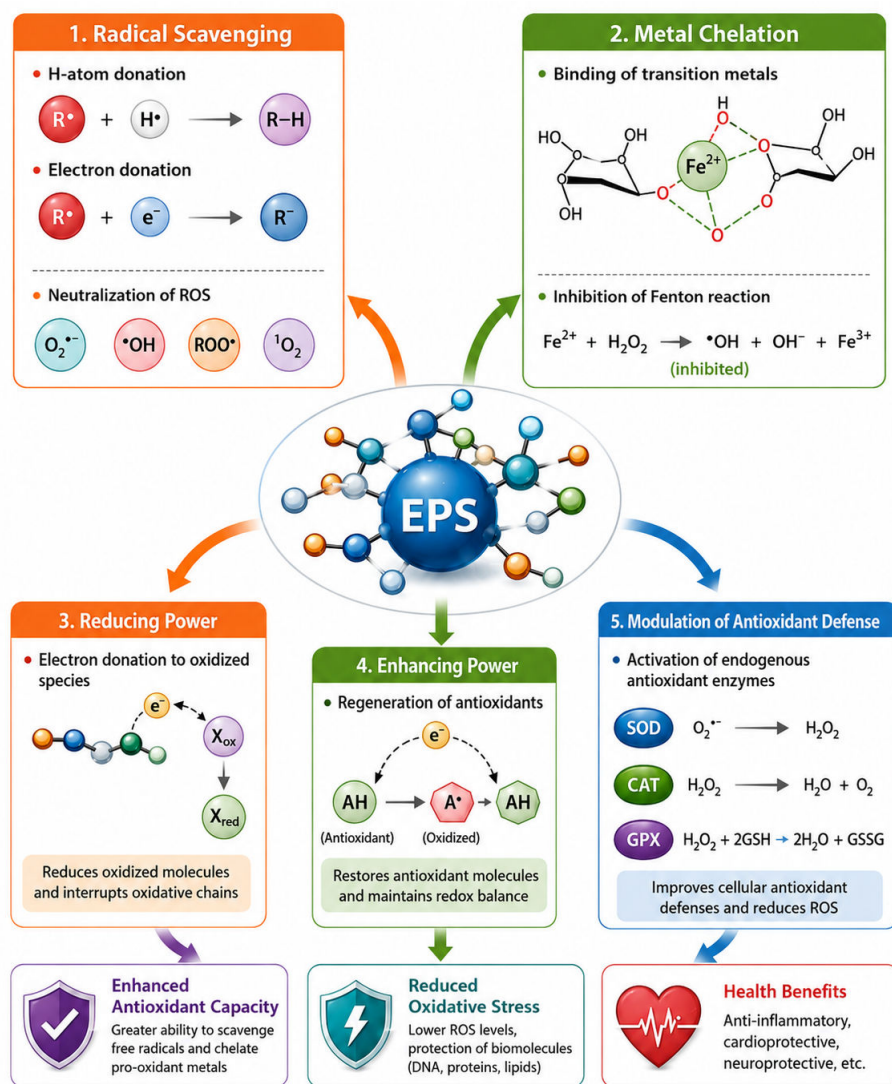 1. Radical Scavenging
• H-atom donation
R• + H• → R–H
• Electron donation
R• + e⁻ → R⁻
• Neutralization of ROS
O₂•⁻ •OH ROO• ¹O₂
2. Metal Chelation
• Binding of transition metals
H
OH O OH
HO O O OH
Fe²⁺
O O
OH O
• Inhibition of Fenton reaction
Fe²⁺ + H₂O₂ → •OH + OH⁻ + Fe³⁺
(inhibited)
EPS
3. Reducing Power
• Electron donation to oxidized
species
e⁻
Xox
Xred
Reduces oxidized molecules
and interrupts oxidative chains
4. Enhancing Power
• Regeneration of antioxidants
e⁻
AH → A• → AH
(Antioxidant) (Oxidized)
Restores antioxidant molecules
and maintains redox balance
5. Modulation of Antioxidant Defense
• Activation of endogenous
antioxidant enzymes
SOD O₂•⁻ → H₂O₂
CAT H₂O₂ → H₂O + O₂
GPX H₂O₂ + 2GSH → 2H₂O + GSSG
Improves cellular antioxidant
defenses and reduces ROS
Enhanced
Antioxidant Capacity
Greater ability to scavenge
free radicals and chelate
pro-oxidant metals
Reduced
Oxidative Stress
Lower ROS levels,
protection of biomolecules
(DNA, proteins, lipids)
Health Benefits
Anti-inflammatory,
cardioprotective,
neuroprotective, etc.